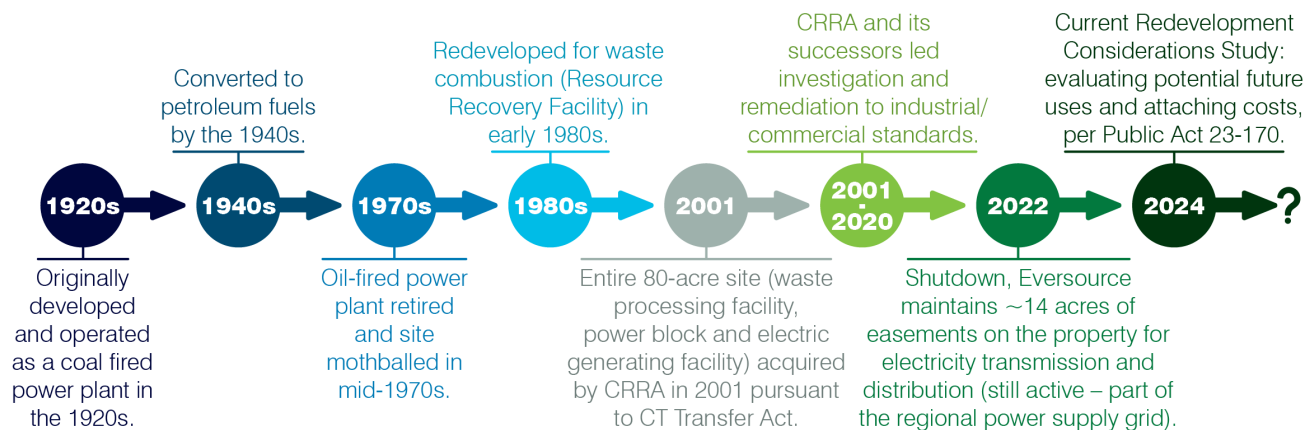 1920s
Originally
developed
and operated
as a coal fired
power plant in
the 1920s.
Converted to
petroleum fuels
by the 1940s.
1940s
1970s
Oil-fired power
plant retired
and site
mothballed in
mid-1970s.
Redeveloped for waste
combustion (Resource
Recovery Facility) in
early 1980s.
1980s
2001
Entire 80-acre site (waste
processing facility,
power block and electric
generating facility) acquired
by CRRA in 2001 pursuant
to CT Transfer Act.
CRRA and its
successors led
investigation and
remediation to industrial/
commercial standards.
2001
-
2020
2022
Shutdown, Eversource
maintains ~14 acres of
easements on the property for
electricity transmission and
distribution (still active – part of
the regional power supply grid).
Current Redevelopment
Considerations Study:
evaluating potential future
uses and attaching costs,
per Public Act 23-170.
2024
?